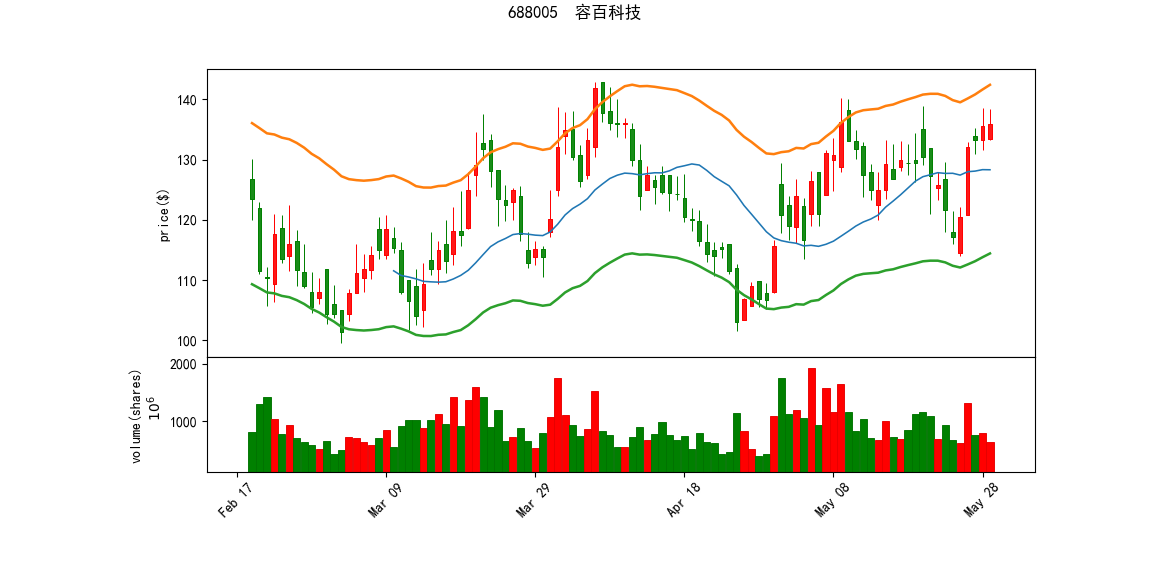 688005  容百科技
140
130
120
110
100
price($)
2000
1000
volume(shares)
10^6
Feb 17
Mar 09
Mar 29
Apr 18
May 08
May 28